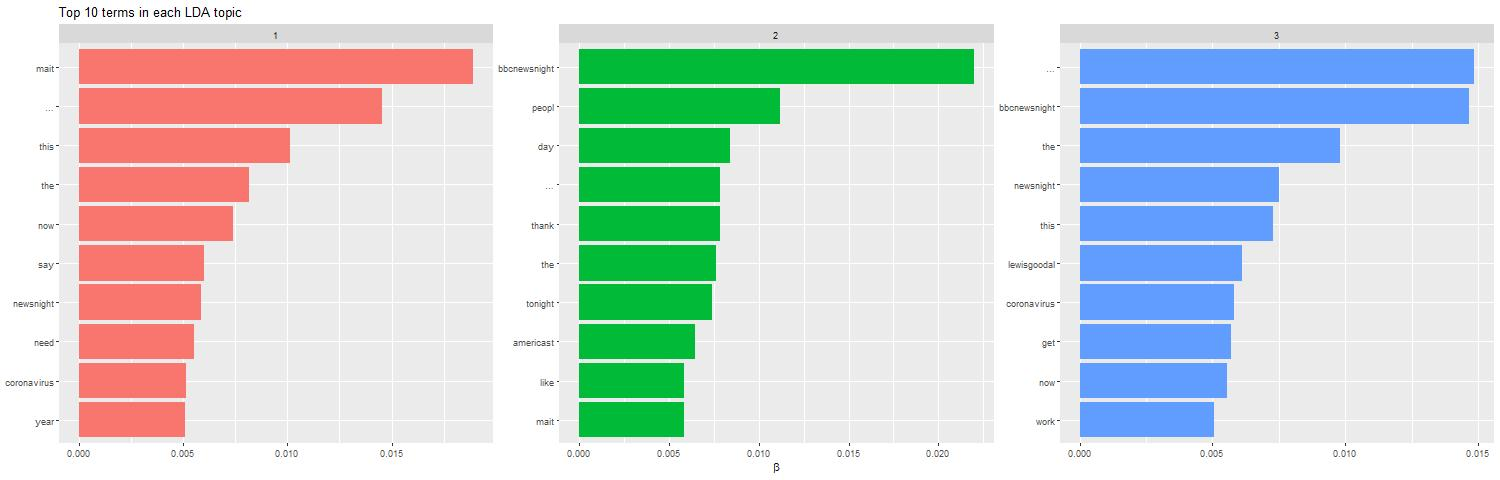 Top 10 terms in each LDA topic
1
mait
...
this
the
now
say
newsnight
need
coronavirus
year
0.000 0.005 0.010 0.015
2
bbcnewsnight
peopl
day
...
thank
the
tonight
americast
like
mait
0.000 0.005 0.010 0.015 0.020
3
...
bbcnewsnight
the
newsnight
this
lewisgoodal
coronavirus
get
now
work
0.000 0.005 0.010 0.015
β